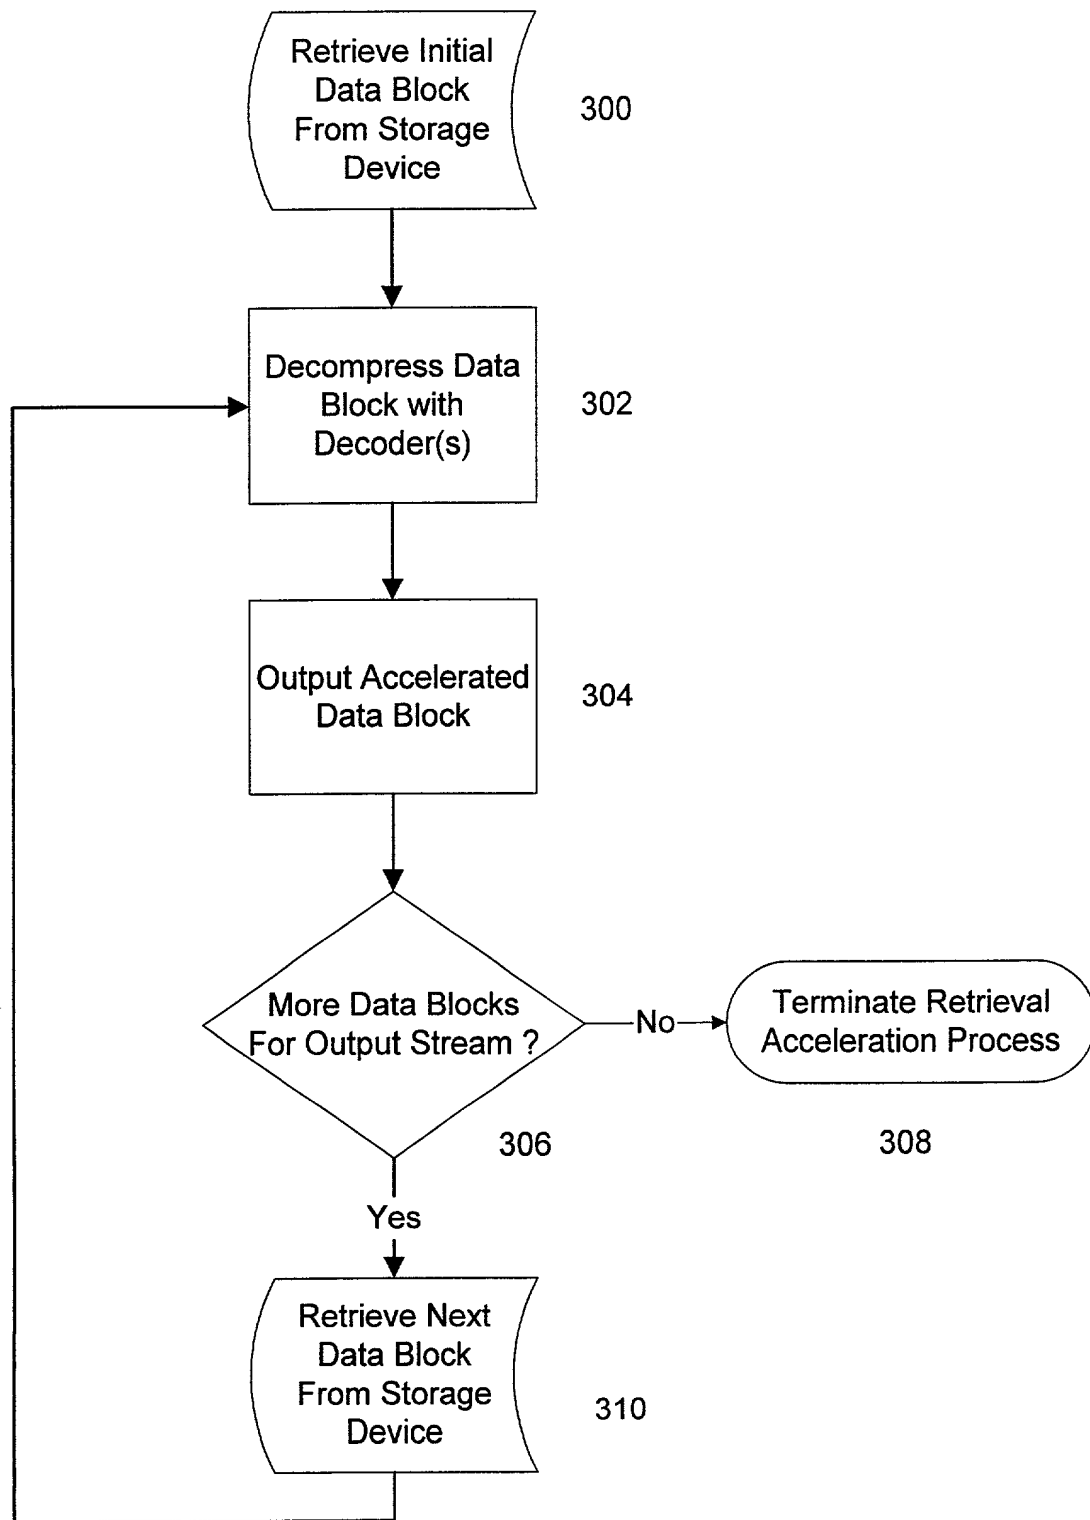 Retrieve Initial
Data Block
From Storage
Device
300
Decompress Data
Block with
Decoder(s)
302
Output Accelerated
Data Block
304
More Data Blocks
For Output Stream ?
306
No
Terminate Retrieval
Acceleration Process
308
Yes
Retrieve Next
Data Block
From Storage
Device
310